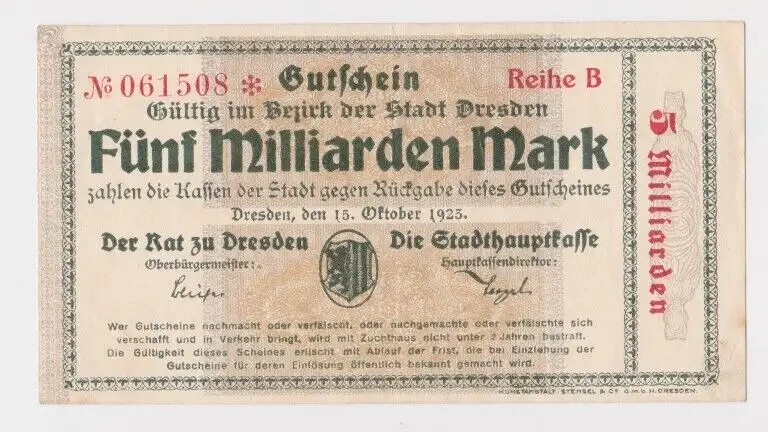 № 061508 * Gutschein Reihe B
Gültig im Bezirk der Stadt Dresden
Fünf Milliarden Mark
zahlen die Kassen der Stadt gegen Rückgabe dieses Gutscheines
Dresden, den 15. Oktober 1923.
Der Rat zu Dresden Die Stadthauptkasse
Oberbürgermeister: Hauptkassendirektor:
Wer Gutscheine nachmacht oder verfälscht, oder nachgemachte oder verfälschte sich
verschafft und in Verkehr bringt, wird mit Zuchthaus nicht unter 2 Jahren bestraft.
Die Gültigkeit dieses Scheines erlischt mit Ablauf der Frist, die bei Einziehung der
Gutscheine für deren Einlösung öffentlich bekannt gemacht wird.
5 Milliarden
KUNSTANSTALT STENGEL & Co G.m.b.H. DRESDEN.